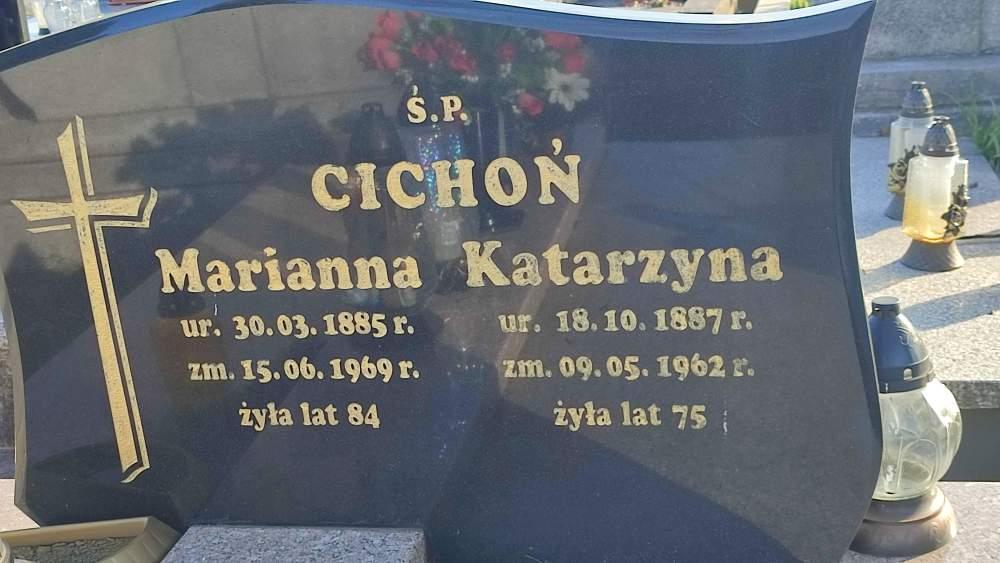 Ś.P.
CICHOŃ
Marianna Katarzyna
ur. 30.03.1885 r. ur. 18.10.1887 r.
zm. 15.06.1969 r. zm. 09.05.1962 r.
żyła lat 84 żyła lat 75